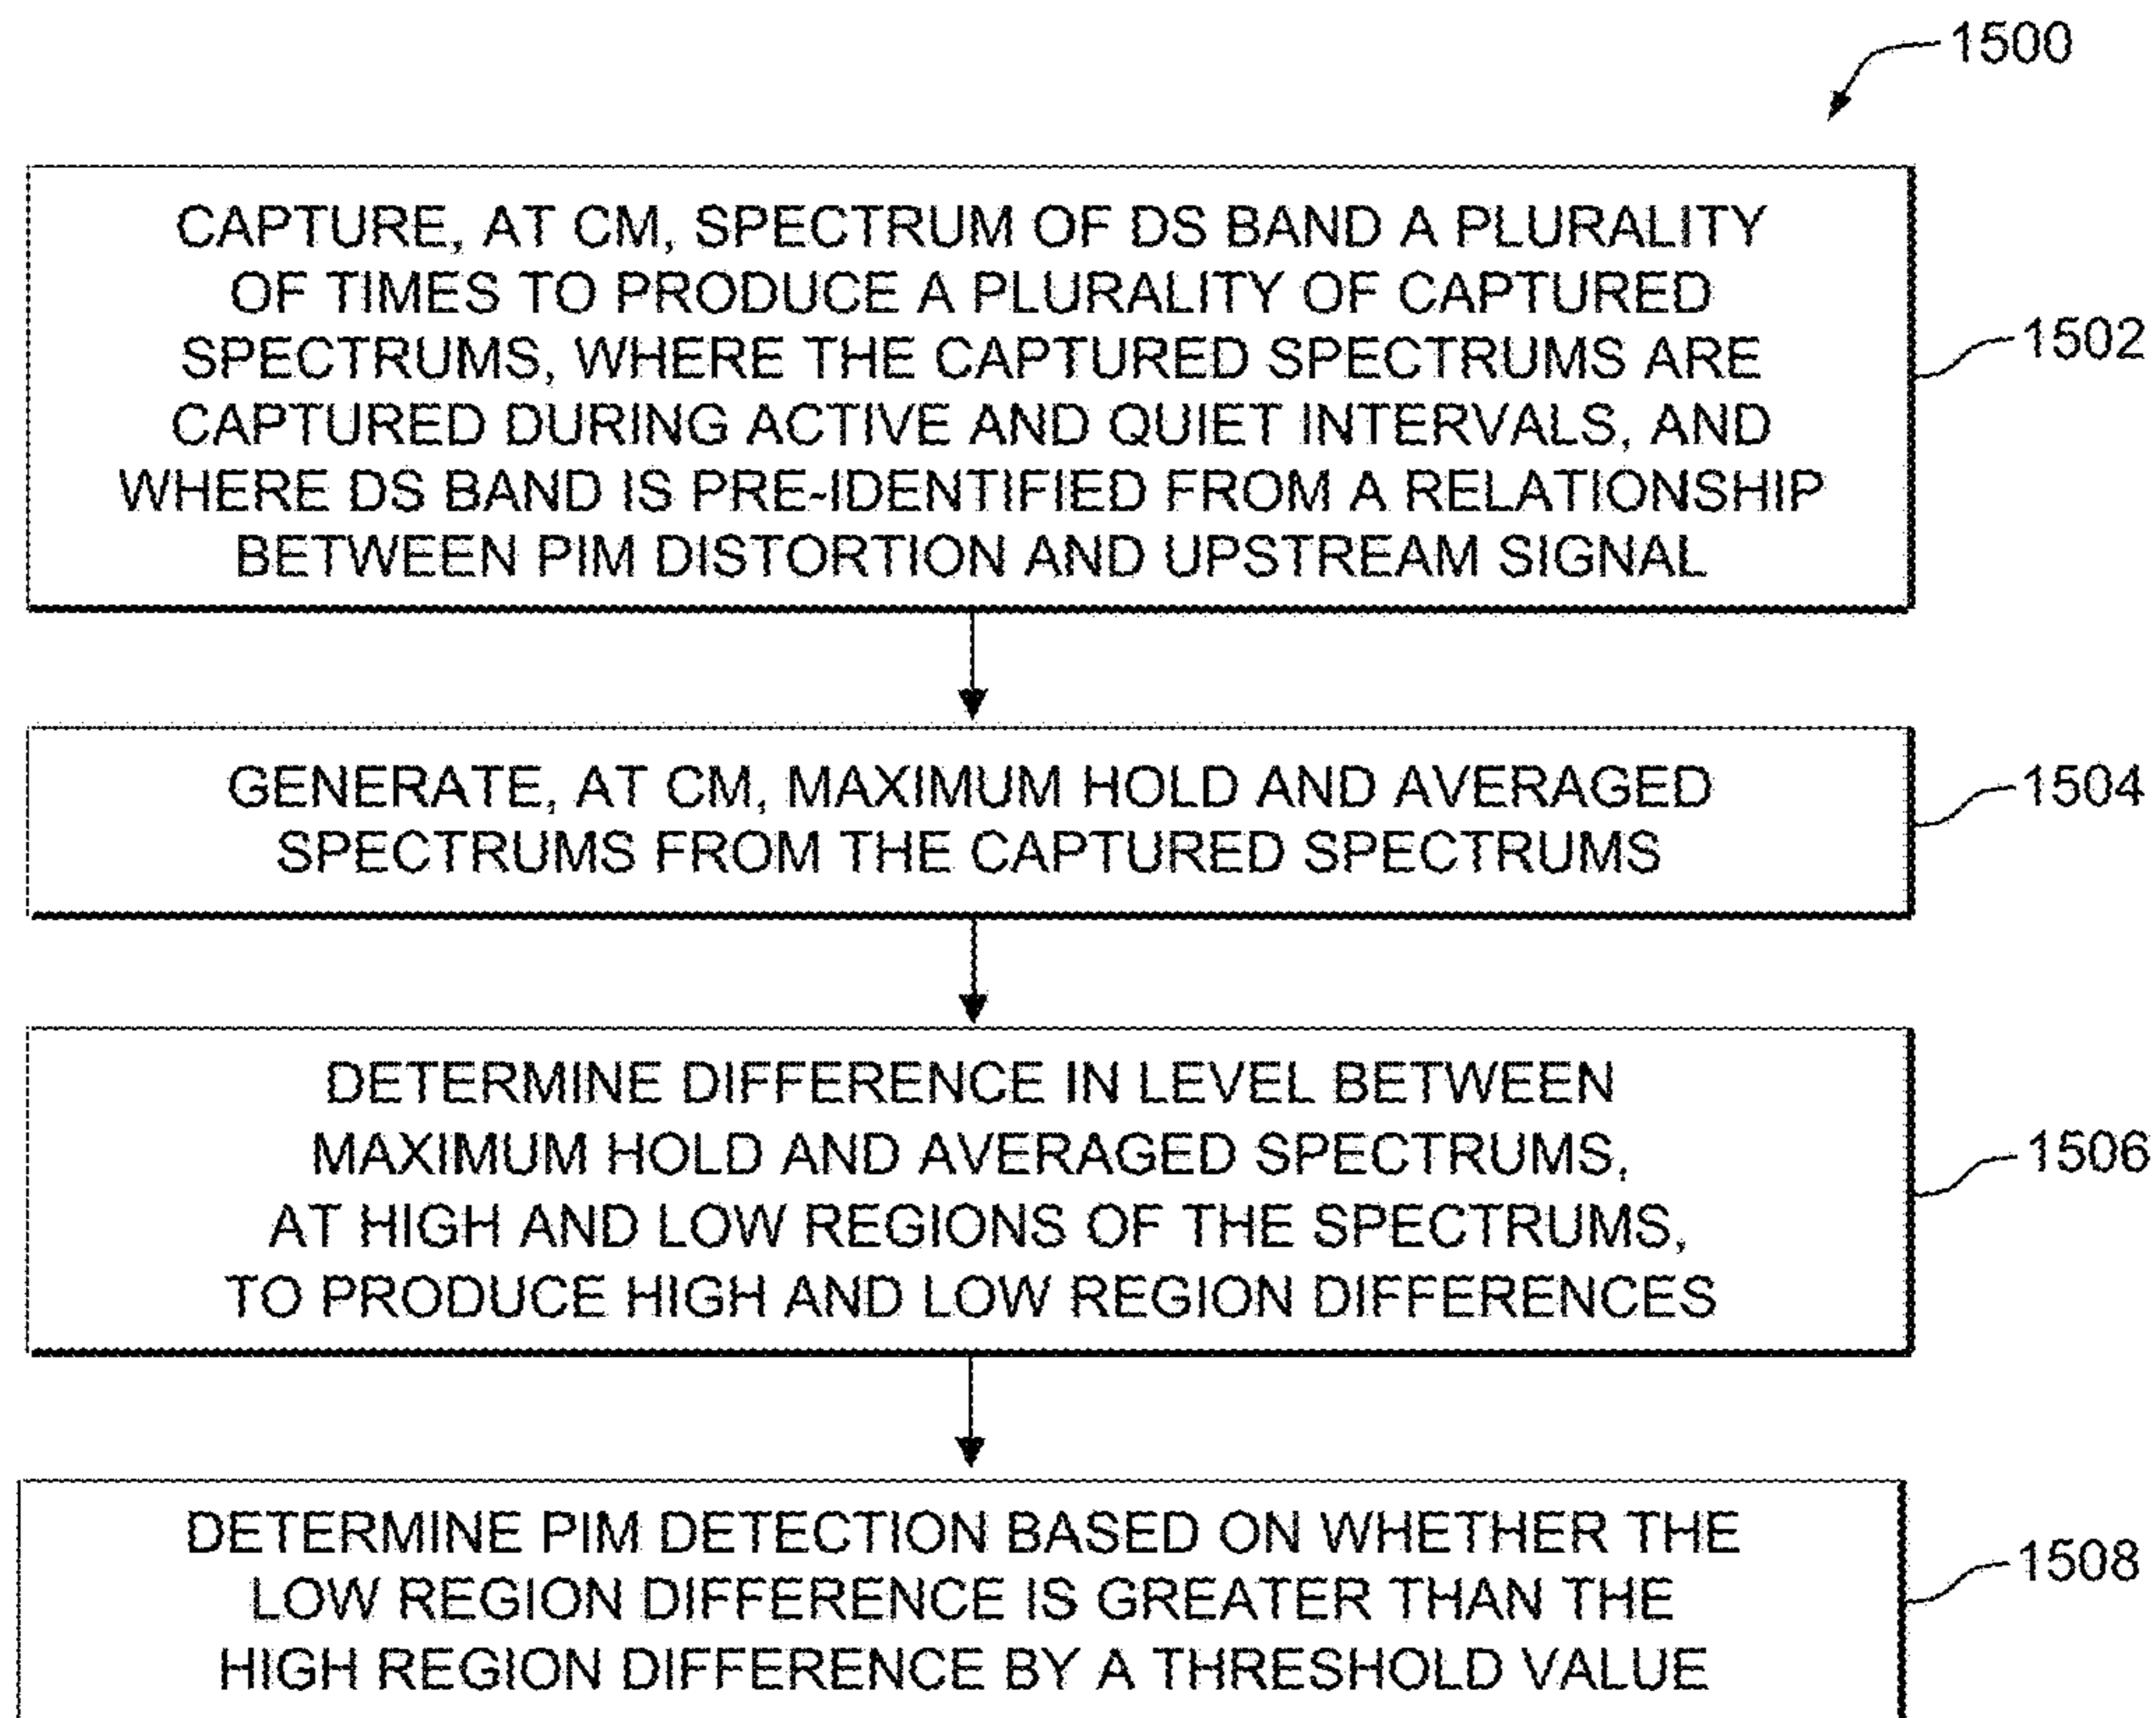 1500
CAPTURE, AT CM, SPECTRUM OF DS BAND A PLURALITY
OF TIMES TO PRODUCE A PLURALITY OF CAPTURED
SPECTRUMS, WHERE THE CAPTURED SPECTRUMS ARE
CAPTURED DURING ACTIVE AND QUIET INTERVALS, AND
WHERE DS BAND IS PRE-IDENTIFIED FROM A RELATIONSHIP
BETWEEN PIM DISTORTION AND UPSTREAM SIGNAL
1502
GENERATE, AT CM, MAXIMUM HOLD AND AVERAGED
SPECTRUMS FROM THE CAPTURED SPECTRUMS
1504
DETERMINE DIFFERENCE IN LEVEL BETWEEN
MAXIMUM HOLD AND AVERAGED SPECTRUMS,
AT HIGH AND LOW REGIONS OF THE SPECTRUMS,
TO PRODUCE HIGH AND LOW REGION DIFFERENCES
1506
DETERMINE PIM DETECTION BASED ON WHETHER THE
LOW REGION DIFFERENCE IS GREATER THAN THE
HIGH REGION DIFFERENCE BY A THRESHOLD VALUE
1508